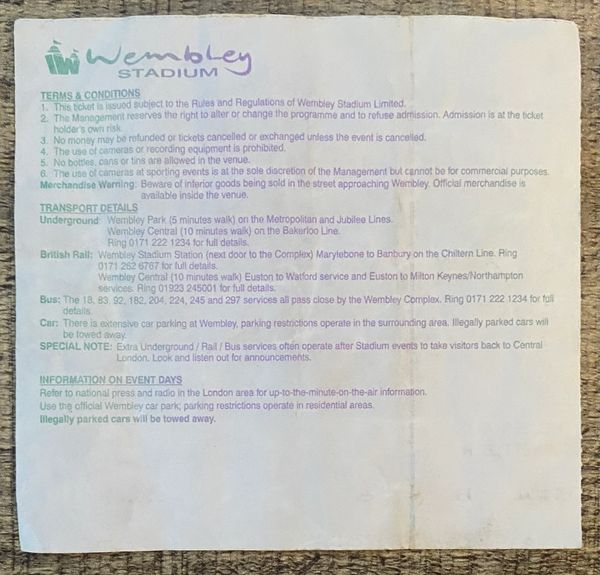 Wembley
STADIUM
TERMS & CONDITIONS
1. This ticket is issued subject to the Rules and Regulations of Wembley Stadium Limited.
2. The Management reserves the right to alter or change the programme and to refuse admission. Admission is at the ticket
holder's own risk.
3. No money may be refunded or tickets cancelled or exchanged unless the event is cancelled.
4. The use of cameras or recording equipment is prohibited.
5. No bottles, cans or tins are allowed in the venue.
6. The use of cameras at sporting events is at the sole discretion of the Management but cannot be for commercial purposes.
Merchandise Warning: Beware of inferior goods being sold in the street approaching Wembley. Official merchandise is
available inside the venue.
TRANSPORT DETAILS
Underground: Wembley Park (5 minutes walk) on the Metropolitan and Jubilee Lines.
Wembley Central (10 minutes walk) on the Bakerloo Line.
Ring 0171 222 1234 for full details.
British Rail: Wembley Stadium Station (next door to the Complex) Marylebone to Banbury on the Chiltern Line. Ring
0171 262 6767 for full details.
Wembley Central (10 minutes walk) Euston to Watford service and Euston to Milton Keynes/Northampton
services. Ring 01923 245001 for full details.
Bus: The 18, 83, 92, 182, 204, 224, 245 and 297 services all pass close by the Wembley Complex. Ring 0171 222 1234 for full
details.
Car: There is extensive car parking at Wembley, parking restrictions operate in the surrounding area. Illegally parked cars will
be towed away.
SPECIAL NOTE: Extra Underground / Rail / Bus services often operate after Stadium events to take visitors back to Central
London. Look and listen out for announcements.
INFORMATION ON EVENT DAYS
Refer to national press and radio in the London area for up-to-the-minute-on-the-air information.
Use the official Wembley car park; parking restrictions operate in residential areas.
Illegally parked cars will be towed away.